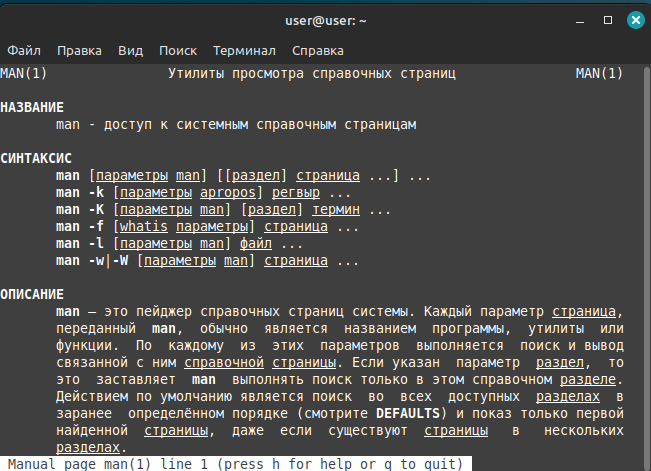 user@user: ~
Файл Правка Вид Поиск Терминал Справка
MAN(1) Утилиты просмотра справочных страниц MAN(1)
НАЗВАНИЕ
man - доступ к системным справочным страницам
СИНТАКСИС
man [параметры man] [[раздел] страница ...] ...
man -k [параметры apropos] регвыр ...
man -K [параметры man] [раздел] термин ...
man -f [whatis параметры] страница ...
man -l [параметры man] файл ...
man -w|-W [параметры man] страница ...
ОПИСАНИЕ
man — это пейджер справочных страниц системы. Каждый параметр страница,
переданный man, обычно является названием программы, утилиты или
функции. По каждому из этих параметров выполняется поиск и вывод
связанной с ним справочной страницы. Если указан параметр раздел, то
это заставляет man выполнять поиск только в этом справочном разделе.
Действием по умолчанию является поиск во всех доступных разделах в
заранее определённом порядке (смотрите DEFAULTS) и показ только первой
найденной страницы, даже если существуют страницы в нескольких
разделах.
Manual page man(1) line 1 (press h for help or q to quit)